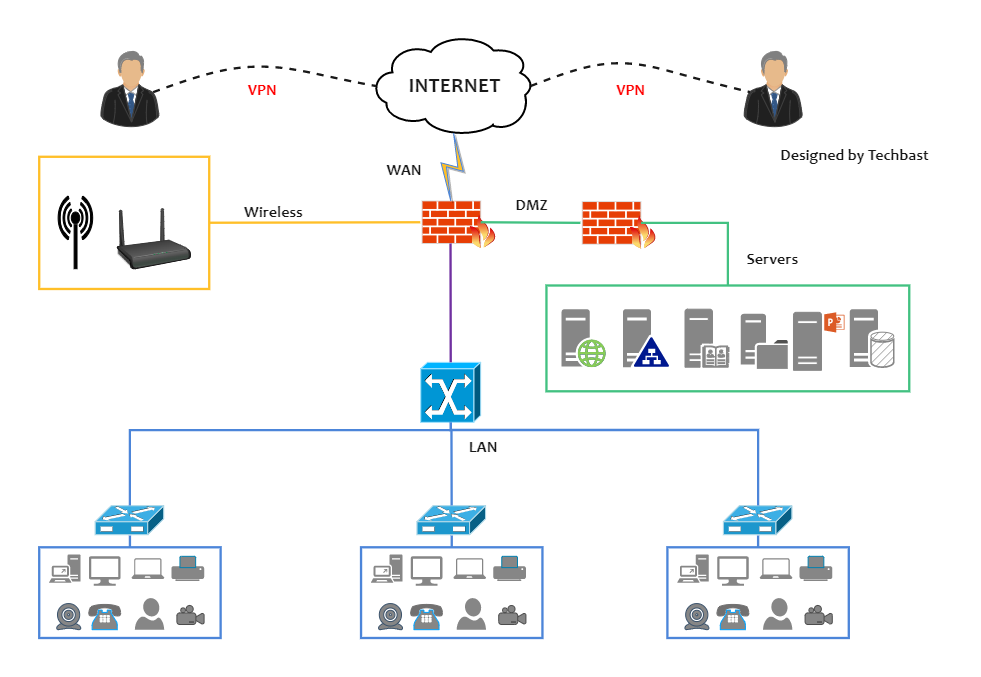 INTERNET
VPN
VPN
Designed by Techbast
WAN
Wireless
DMZ
Servers
P
LAN